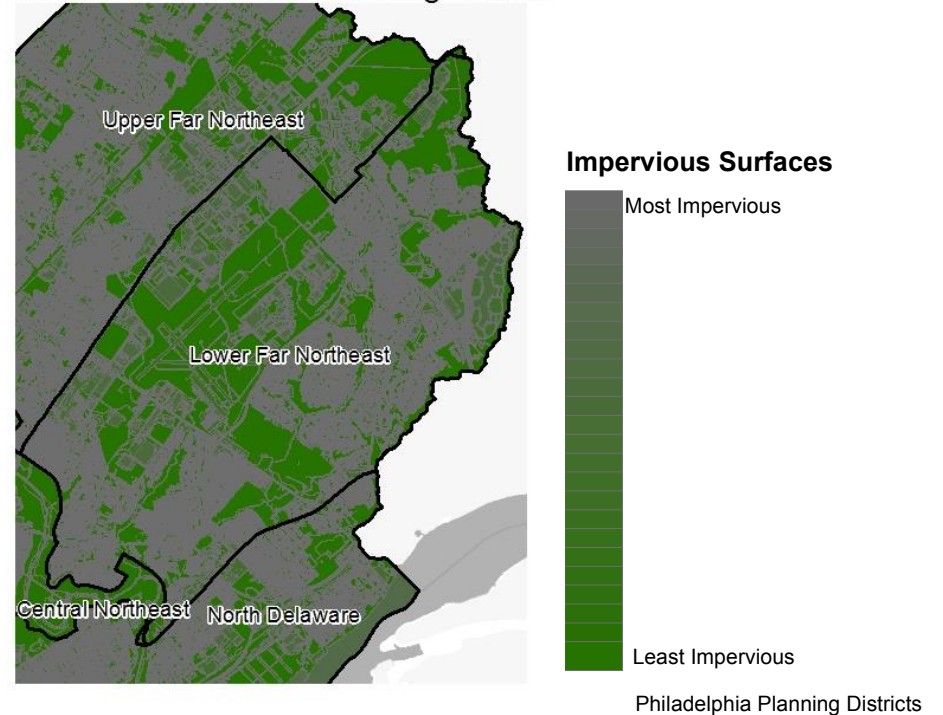 Upper Far Northeast
Lower Far Northeast
Central Northeast
North Delaware
Impervious Surfaces
Most Impervious
Least Impervious
Philadelphia Planning Districts